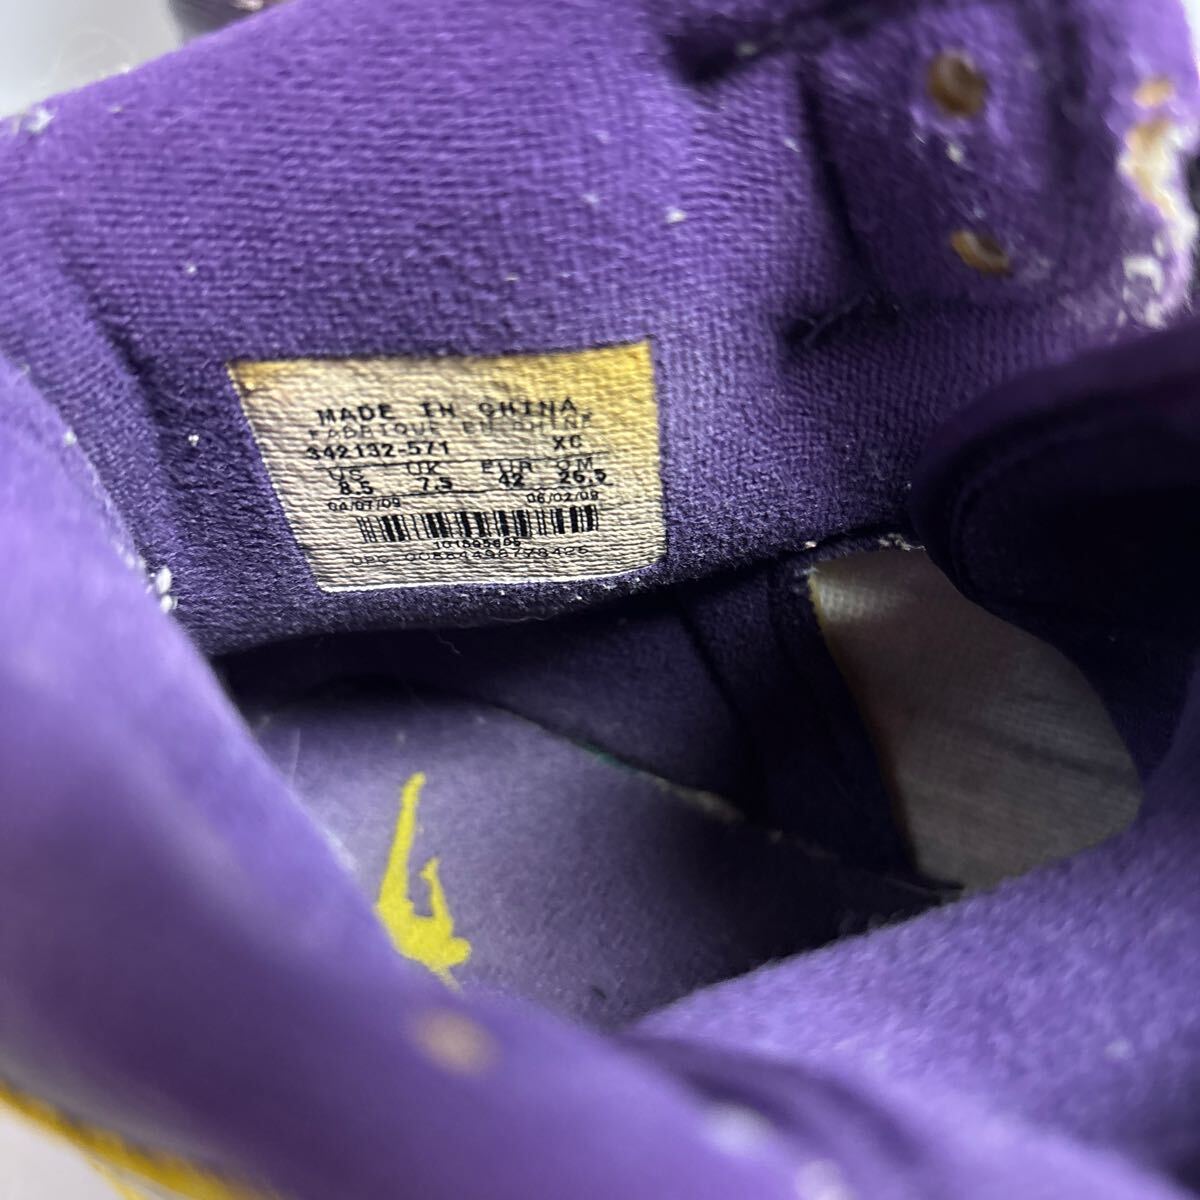 MADE IN CHINA
FABRIQUE EN CHINE
342132-571 XC
US UK EUR CM
8.5 7.5 42 26.5
04/07/09 06/02/09